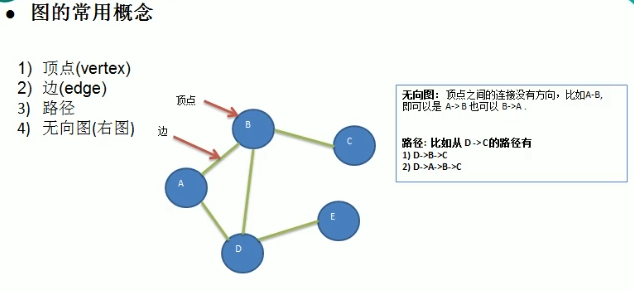 ● 图的常用概念
1) 顶点(vertex)
2) 边(edge)
3) 路径
4) 无向图(右图)
顶点
边
B
C
A
E
D
无向图：顶点之间的连接没有方向，比如A-B,
即可以是 A-> B 也可以 B->A .
路径: 比如从 D ->C的路径有
1) D->B->C
2) D->A->B->C